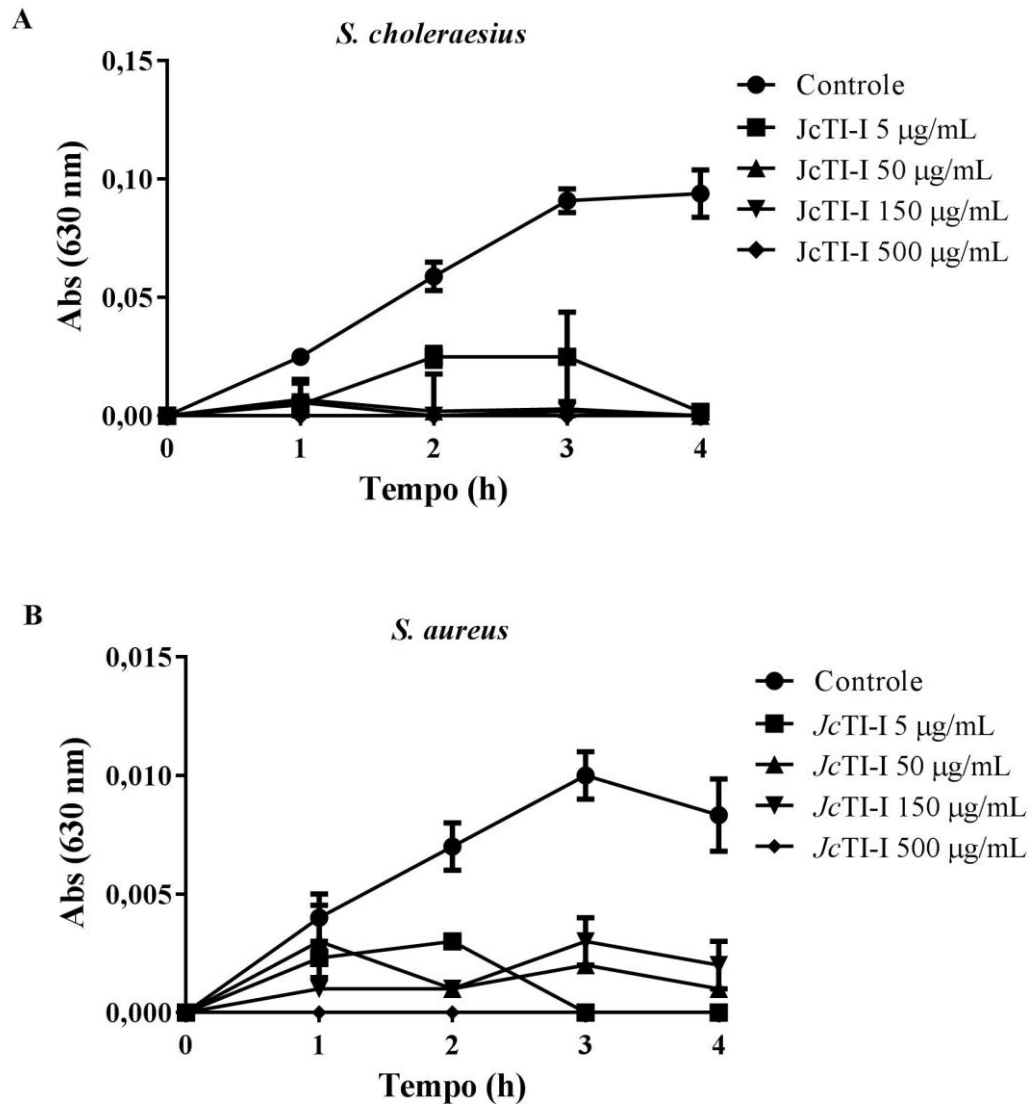 A
S. choleraesius
0,15
0,10
0,05
0,00
Abs (630 nm)
0 1 2 3 4
Tempo (h)
Controle
JcTI-I 5 μg/mL
JcTI-I 50 μg/mL
JcTI-I 150 μg/mL
JcTI-I 500 μg/mL
B
S. aureus
0,015
0,010
0,005
0,000
Abs (630 nm)
0 1 2 3 4
Tempo (h)
Controle
JcTI-I 5 μg/mL
JcTI-I 50 μg/mL
JcTI-I 150 μg/mL
JcTI-I 500 μg/mL